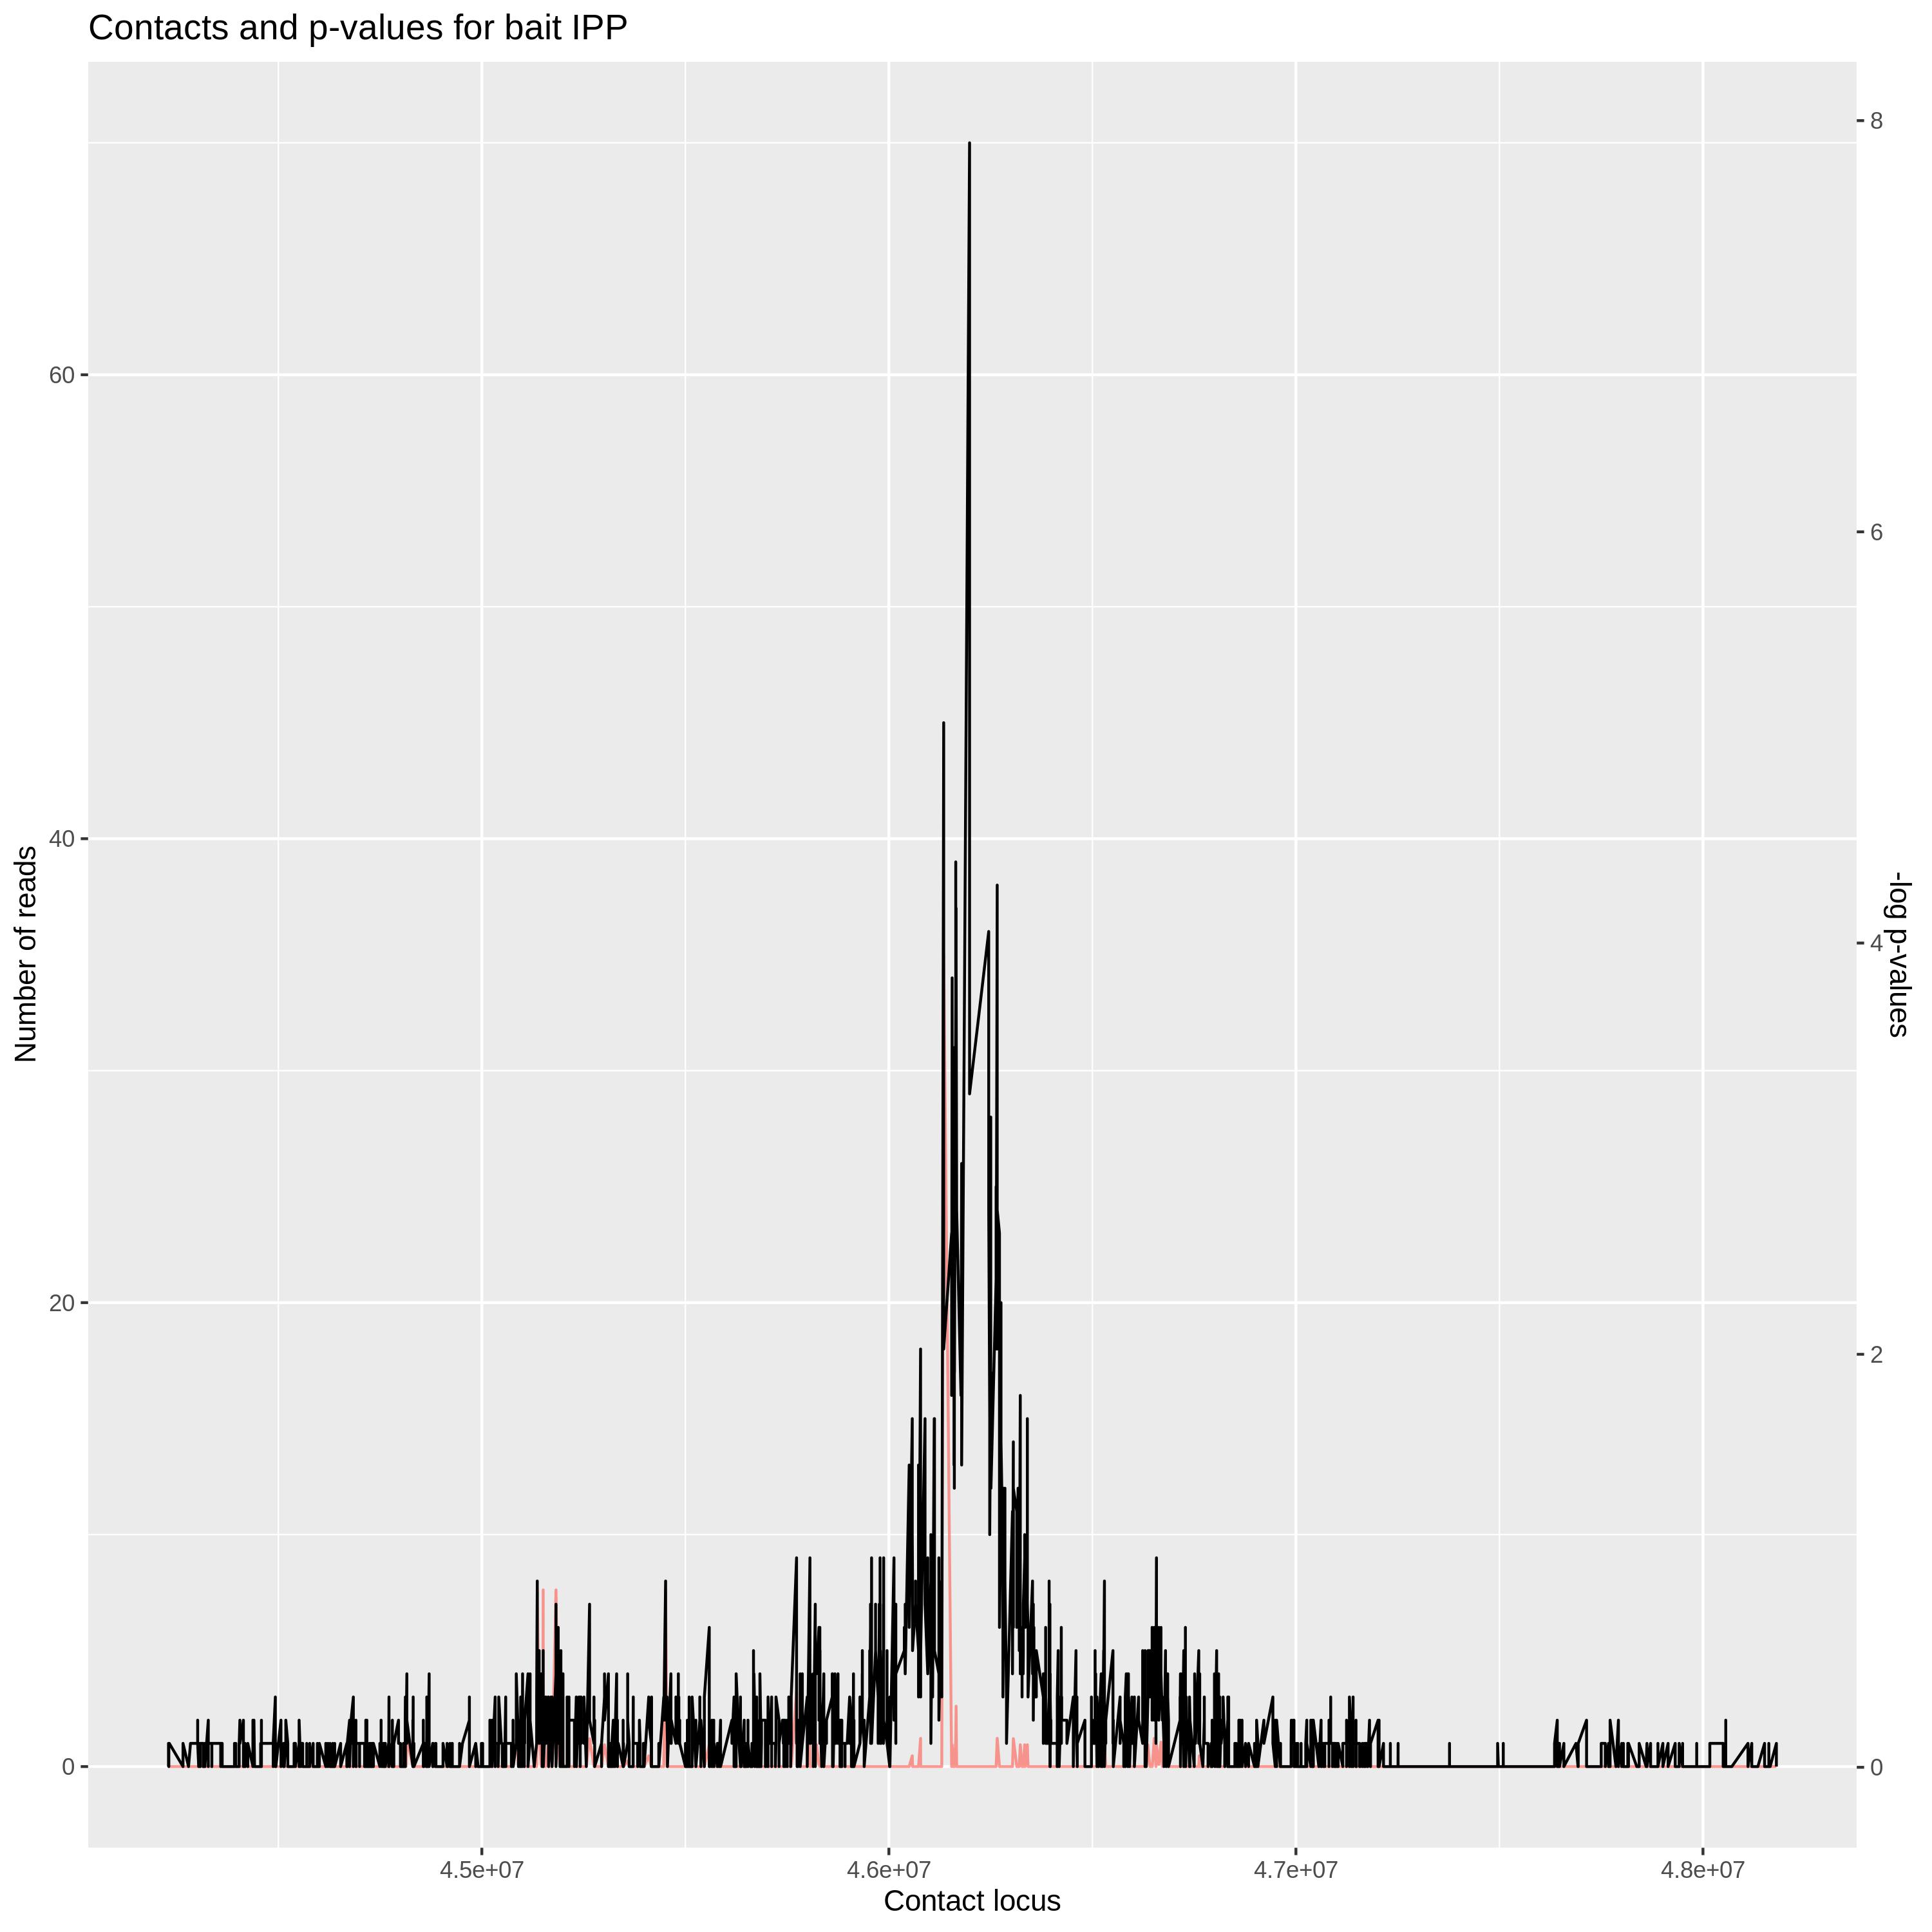 Contacts and p-values for bait IPP
8
60
6
40
Number of reads
-log p-values
4
20
2
0
0
4.5e+07
4.6e+07
4.7e+07
4.8e+07
Contact locus